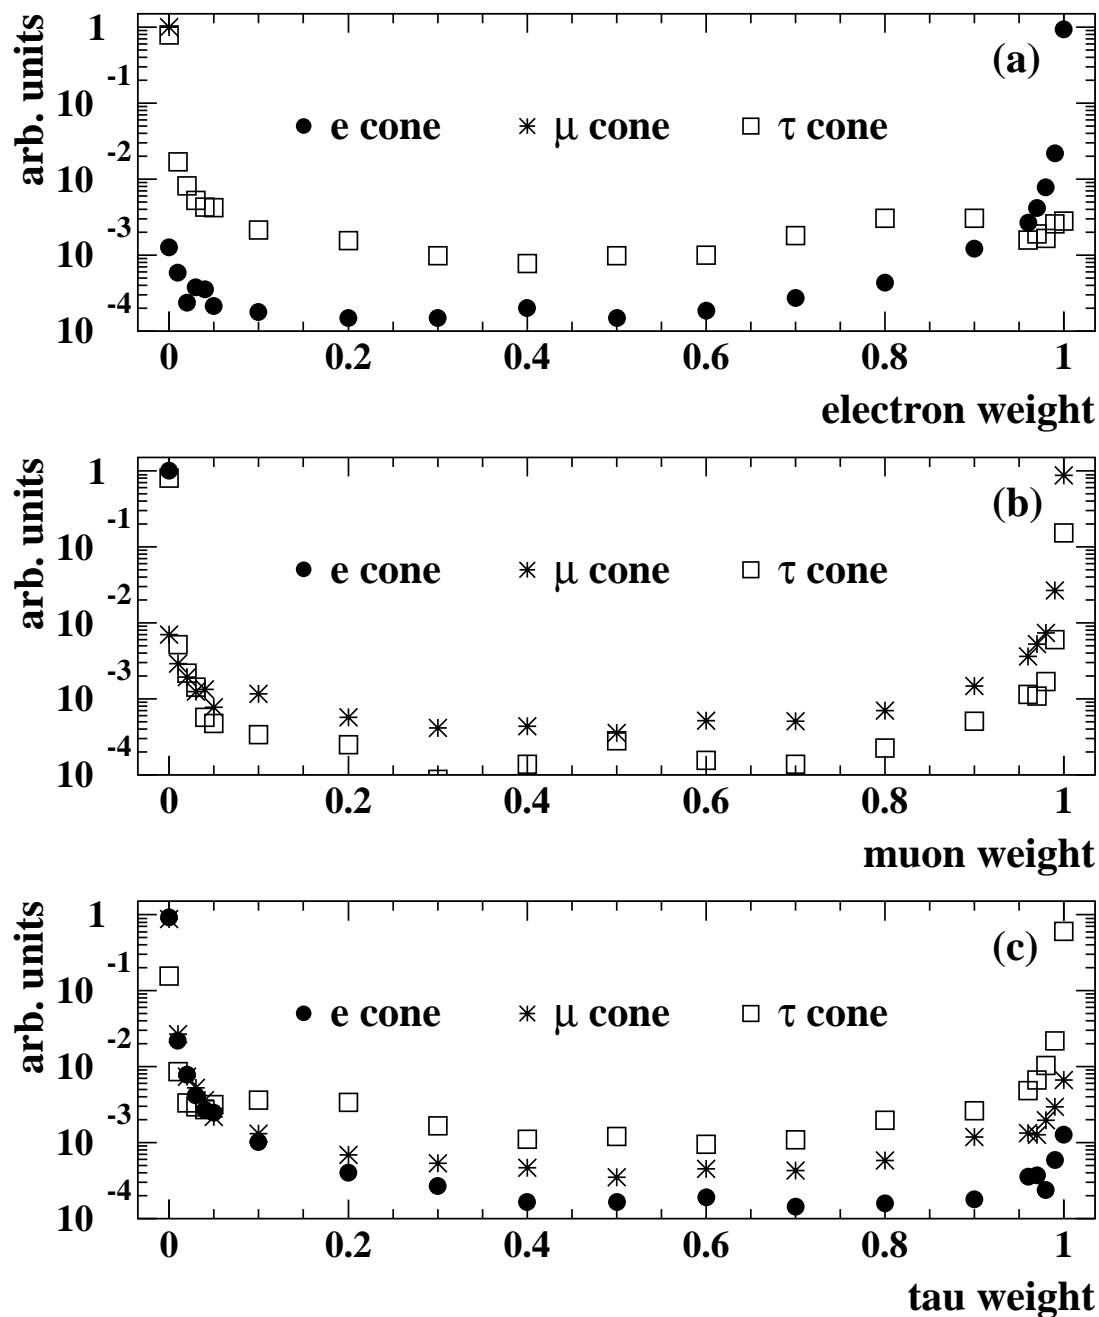 arb. units
1
10 -1
10 -2
10 -3
10 -4
(a)
e cone μ cone τ cone
0 0.2 0.4 0.6 0.8 1
electron weight
arb. units
1
10 -1
10 -2
10 -3
10 -4
(b)
e cone μ cone τ cone
0 0.2 0.4 0.6 0.8 1
muon weight
arb. units
1
10 -1
10 -2
10 -3
10 -4
(c)
e cone μ cone τ cone
0 0.2 0.4 0.6 0.8 1
tau weight